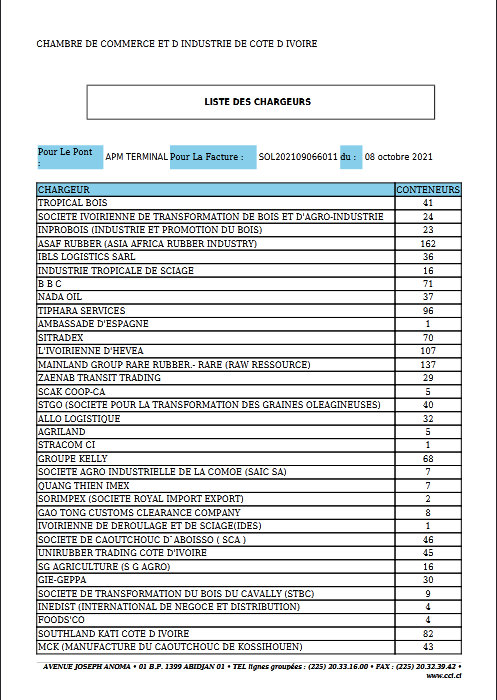 CHAMBRE DE COMMERCE ET D INDUSTRIE DE COTE D IVOIRE
LISTE DES CHARGEURS
Pour Le Pont : APM TERMINAL Pour La Facture : SOL202109066011 du : 08 octobre 2021
CHARGEUR CONTENEURS
TROPICAL BOIS 41
SOCIETE IVOIRIENNE DE TRANSFORMATION DE BOIS ET D'AGRO-INDUSTRIE 24
INPROBOIS (INDUSTRIE ET PROMOTION DU BOIS) 23
ASAF RUBBER (ASIA AFRICA RUBBER INDUSTRY) 162
IBLS LOGISTICS SARL 36
INDUSTRIE TROPICALE DE SCIAGE 16
B B C 71
NADA OIL 37
TIPHARA SERVICES 96
AMBASSADE D'ESPAGNE 1
SITRADEX 70
L'IVOIRIENNE D'HEVEA 107
MAINLAND GROUP RARE RUBBER.- RARE (RAW RESSOURCE) 137
ZAENAB TRANSIT TRADING 29
SCAK COOP-CA 5
STGO (SOCIETE POUR LA TRANSFORMATION DES GRAINES OLEAGINEUSES) 40
ALLO LOGISTIQUE 32
AGRILAND 5
STRACOM CI 1
GROUPE KELLY 68
SOCIETE AGRO INDUSTRIELLE DE LA COMOE (SAIC SA) 7
QUANG THIEN IMEX 7
SORIMPEX (SOCIETE ROYAL IMPORT EXPORT) 2
GAO TONG CUSTOMS CLEARANCE COMPANY 8
IVOIRIENNE DE DEROULAGE ET DE SCIAGE(IDES) 1
SOCIETE DE CAOUTCHOUC D`ABOISSO ( SCA ) 46
UNIRUBBER TRADING COTE D'IVOIRE 45
SG AGRICULTURE (S G AGRO) 16
GIE-GEPPA 30
SOCIETE DE TRANSFORMATION DU BOIS DU CAVALLY (STBC) 9
INEDIST (INTERNATIONAL DE NEGOCE ET DISTRIBUTION) 4
FOODS'CO 4
SOUTHLAND KATI COTE D IVOIRE 82
MCK (MANUFACTURE DU CAOUTCHOUC DE KOSSIHOUEN) 43
AVENUE JOSEPH ANOMA • 01 B.P. 1399 ABIDJAN 01 • TEL lignes groupées : (225) 20.33.16.00 • FAX : (225) 20.32.39.42 •
www.cci.ci